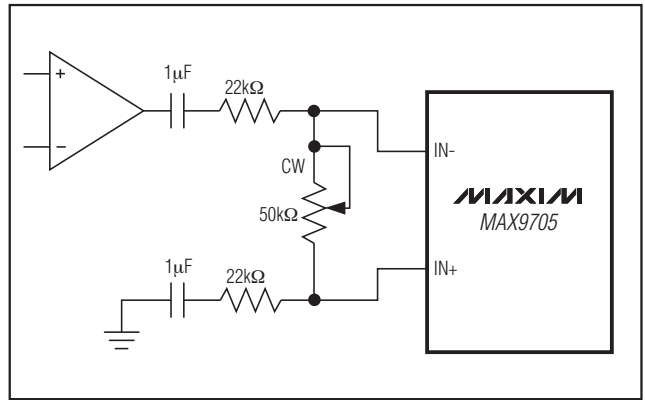 +
−
1µF
22kΩ
CW
50kΩ
1µF
22kΩ
IN-
MAXIM
MAX9705
IN+